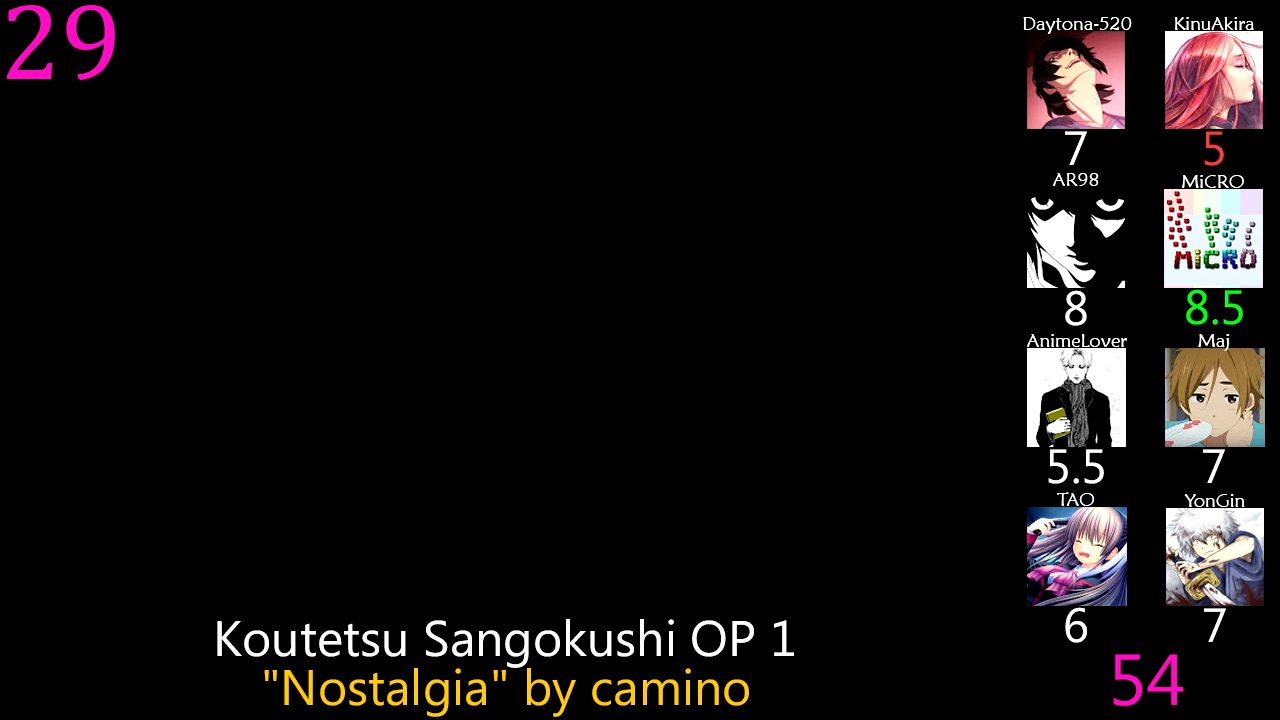 29
Daytona-520
KinuAkira
7
5
AR98
MiCRO
MiCRO
8
8.5
AnimeLover
Maj
5.5
7
TAO
YonGin
6
7
Koutetsu Sangokushi OP 1
"Nostalgia" by camino
54